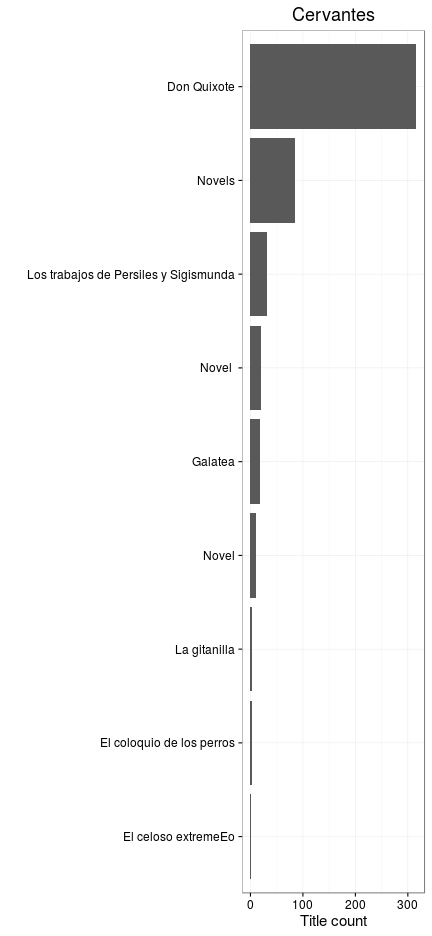 Cervantes
Don Quixote
Novels
Los trabajos de Persiles y Sigismunda
Novel
Galatea
Novel
La gitanilla
El coloquio de los perros
El celoso extremeEo
0 100 200 300
Title count